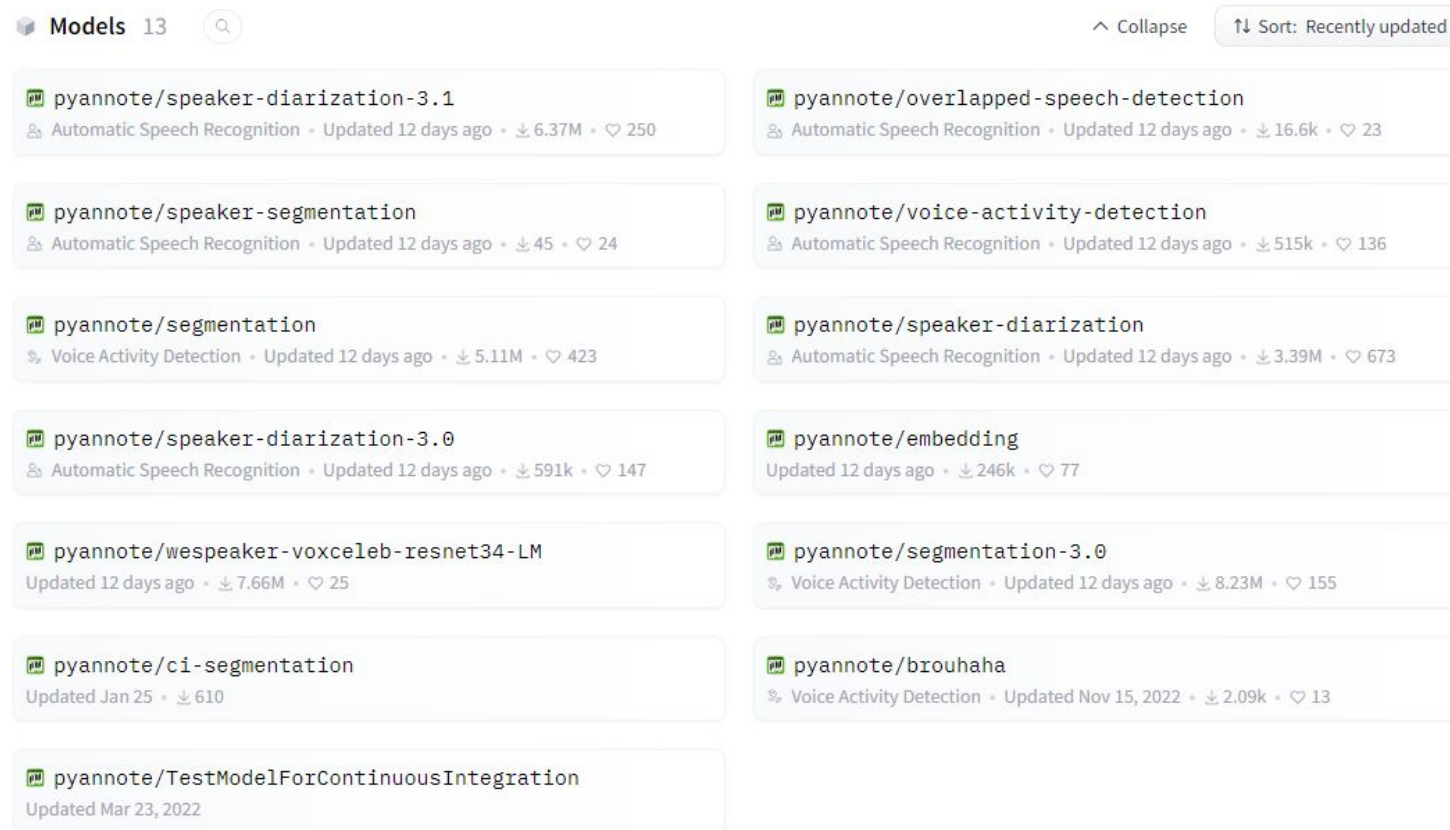 Models 13
Collapse
Sort: Recently updated
pyannote/speaker-diarization-3.1
Automatic Speech Recognition • Updated 12 days ago • 6.37M • 250
pyannote/overlapped-speech-detection
Automatic Speech Recognition • Updated 12 days ago • 16.6k • 23
pyannote/speaker-segmentation
Automatic Speech Recognition • Updated 12 days ago • 45 • 24
pyannote/voice-activity-detection
Automatic Speech Recognition • Updated 12 days ago • 515k • 136
pyannote/segmentation
Voice Activity Detection • Updated 12 days ago • 5.11M • 423
pyannote/speaker-diarization
Automatic Speech Recognition • Updated 12 days ago • 3.39M • 673
pyannote/speaker-diarization-3.0
Automatic Speech Recognition • Updated 12 days ago • 591k • 147
pyannote/embedding
Updated 12 days ago • 246k • 77
pyannote/wespeaker-voxceleb-resnet34-LM
Updated 12 days ago • 7.66M • 25
pyannote/segmentation-3.0
Voice Activity Detection • Updated 12 days ago • 8.23M • 155
pyannote/ci-segmentation
Updated Jan 25 • 610
pyannote/brouhaha
Voice Activity Detection • Updated Nov 15, 2022 • 2.09k • 13
pyannote/TestModelForContinuousIntegration
Updated Mar 23, 2022